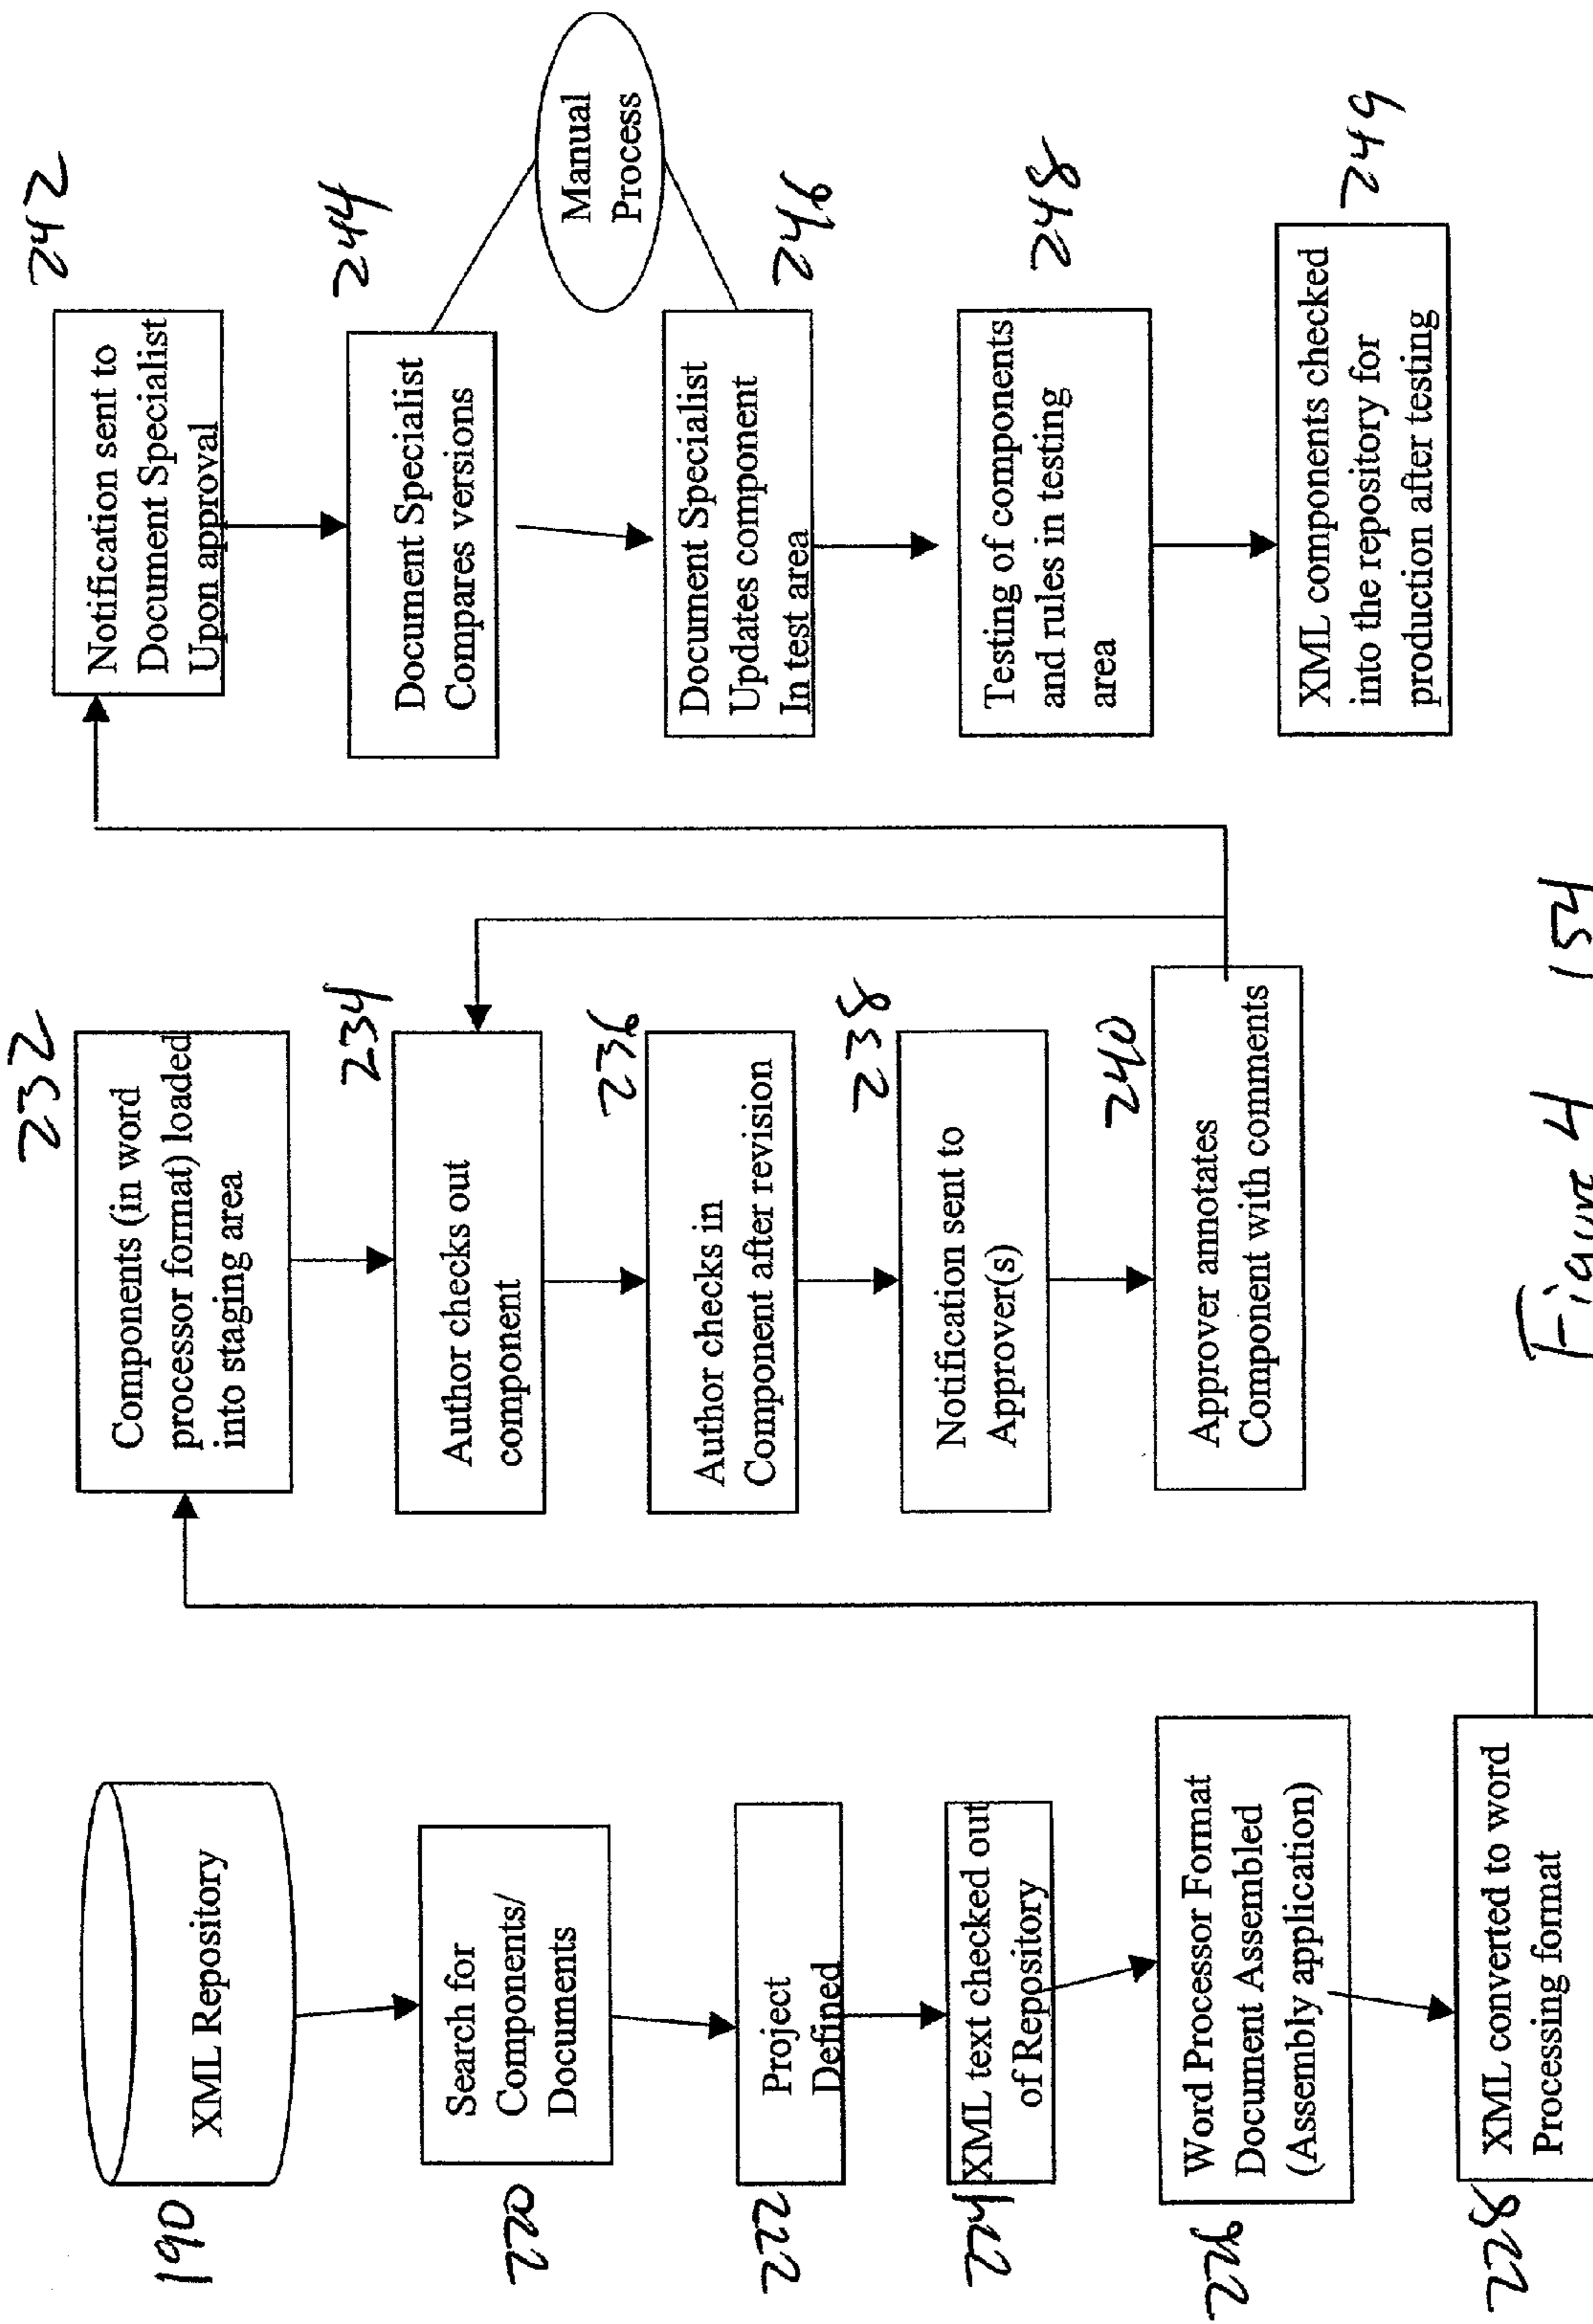 190
XML Repository
220
Search for
Components/
Documents
222
Project
Defined
224
XML text checked out
of Repository
226
Word Processor Format
Document Assembled
(Assembly application)
228
XML converted to word
Processing format
232
Components (in word
processor format) loaded
into staging area
234
Author checks out
component
236
Author checks in
Component after revision
238
Notification sent to
Approver(s)
240
Approver annotates
Component with comments
242
Notification sent to
Document Specialist
Upon approval
244
Document Specialist
Compares versions
Manual
Process
246
Document Specialist
Updates component
In test area
248
Testing of components
and rules in testing
area
249
XML components checked
into the repository for
production after testing
Figure 4 154